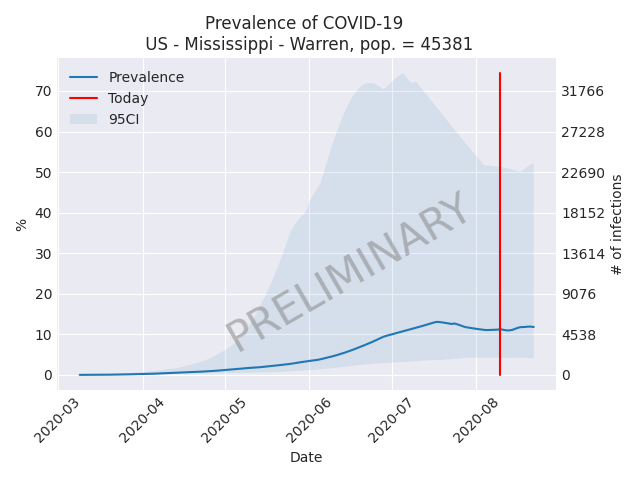 Prevalence of COVID-19
US - Mississippi - Warren, pop. = 45381
Prevalence
Today
95CI
%
70
60
50
40
30
20
10
0
31766
27228
22690
18152
13614
9076
4538
0
# of infections
PRELIMINARY
2020-03
2020-04
2020-05
2020-06
2020-07
2020-08
Date